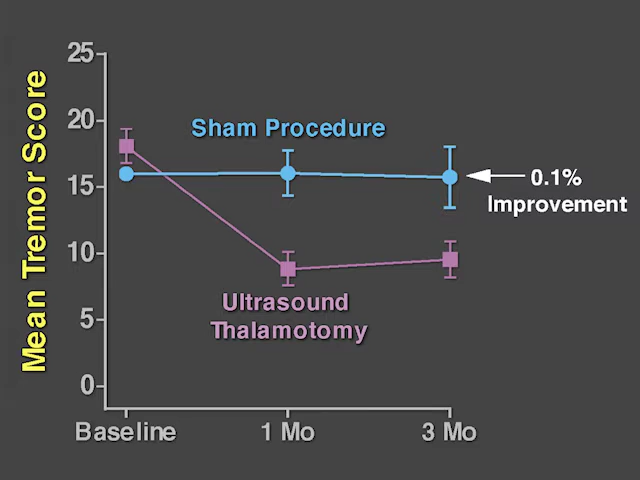 Mean Tremor Score
25
20
15
10
5
0
Sham Procedure
0.1%
Improvement
Ultrasound
Thalamotomy
Baseline
1 Mo
3 Mo